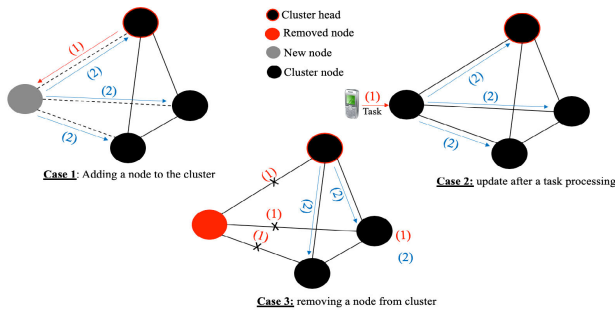 Cluster head
Removed node
New node
Cluster node
(1)
(2)
(2)
(2)
Case 1: Adding a node to the cluster
(1)
Task
(2)
(2)
(2)
Case 2: update after a task processing
(1)
(1)
(1)
(2)
(2)
(1)
(2)
Case 3: removing a node from cluster